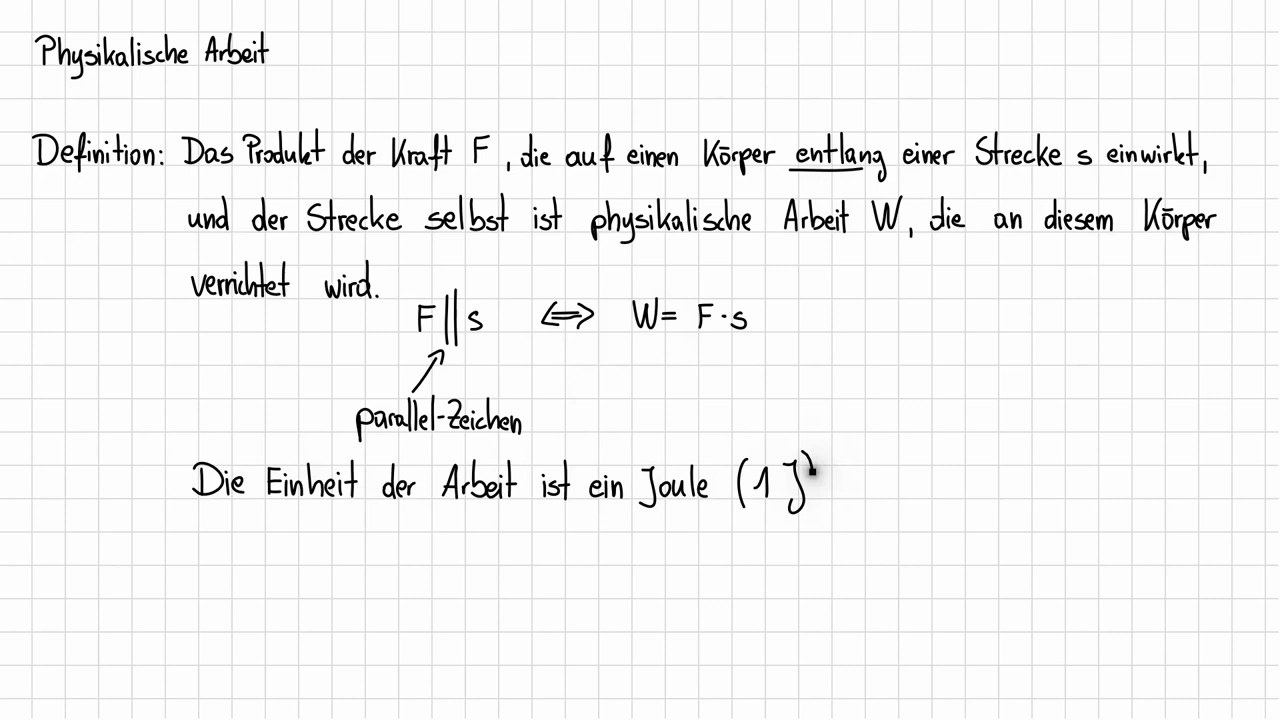 Physikalische Arbeit
Definition: Das Produkt der Kraft F, die auf einen Körper entlang einer Strecke s einwirkt,
und der Strecke selbst ist physikalische Arbeit W, die an diesem Körper
verrichtet wird.
F || s ⟺ W = F · s
parallel-Zeichen
Die Einheit der Arbeit ist ein Joule (1 J)